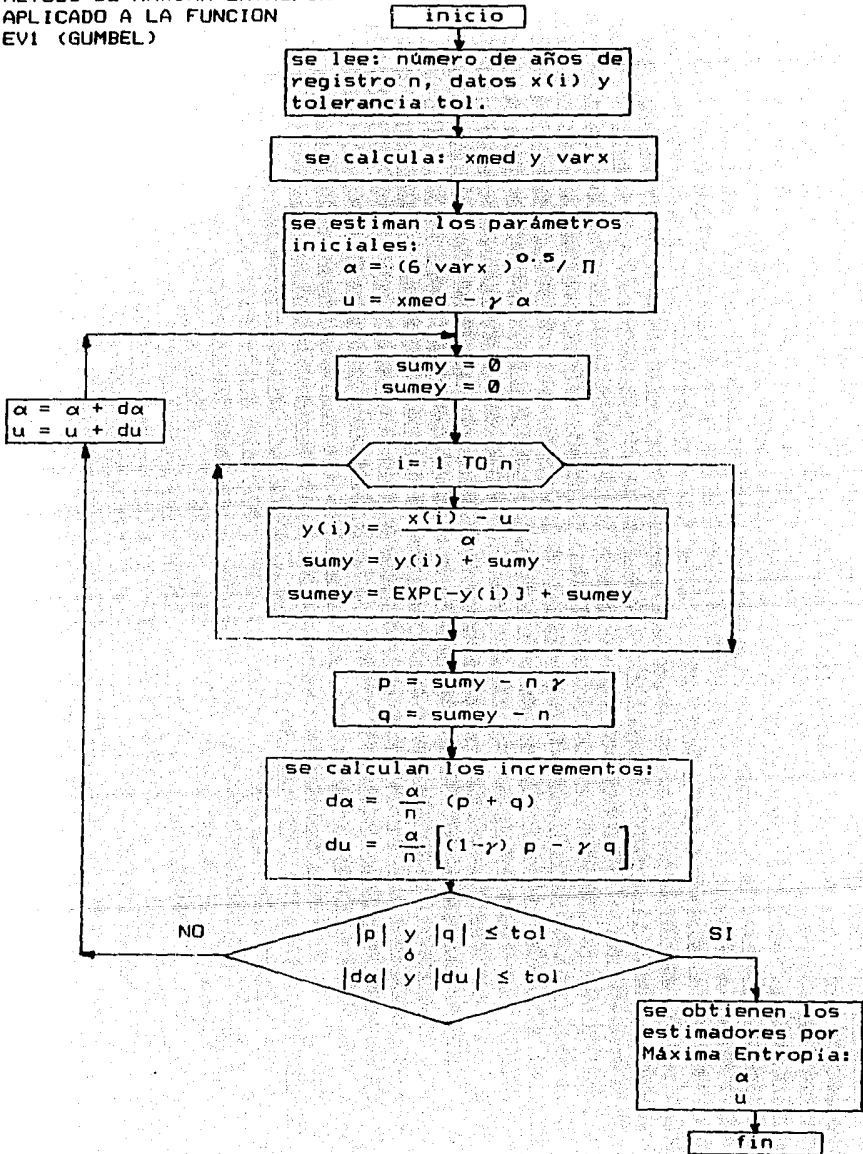 APLICADO A LA FUNCION
EV1 (GUMBEL)
inicio
se lee: número de años de
registro n, datos x(i) y
tolerancia tol.
se calcula: xmed y varx
se estiman los parámetros
iniciales:
α = (6 varx )^0.5 / Π
u = xmed - γ α
sumy = 0
sumey = 0
α = α + dα
u = u + du
i= 1 TO n
y(i) = (x(i) - u) / α
sumy = y(i) + sumy
sumey = EXP[-y(i)] + sumey
p = sumy - n γ
q = sumey - n
se calculan los incrementos:
dα = α/n (p + q)
du = α/n [(1-γ) p - γ q]
NO
|p| y |q| ≤ tol
ó
|dα| y |du| ≤ tol
SI
se obtienen los
estimadores por
Máxima Entropía:
α
u
fin